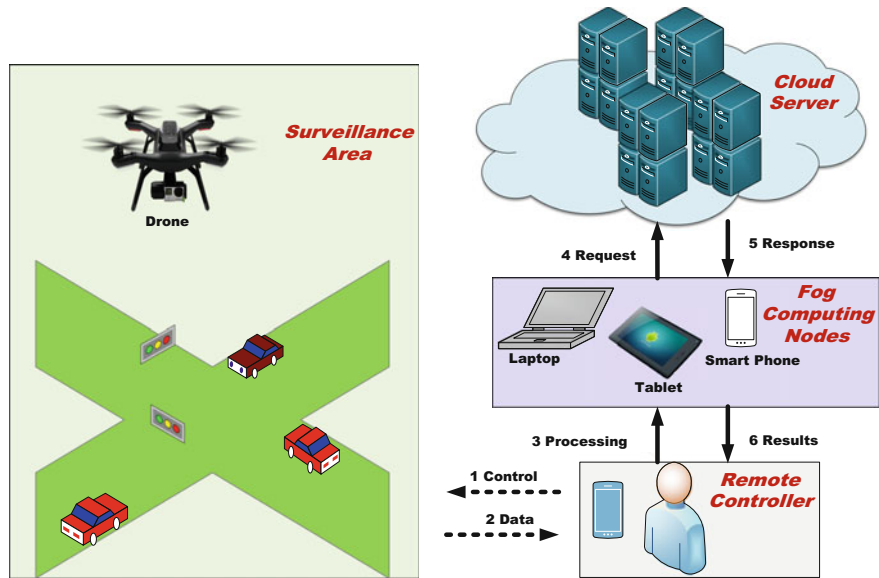 Surveillance
Area
Drone
Cloud
Server
4 Request
5 Response
Fog
Computing
Nodes
Laptop
Tablet
Smart Phone
3 Processing
6 Results
1 Control
2 Data
Remote
Controller